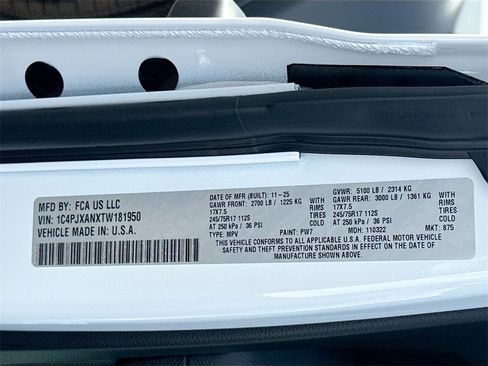 MFD BY: FCA US LLC
VIN: 1C4PJXANXTW181950
VEHICLE MADE IN: U.S.A.
DATE OF MFR (BUILT): 11-25
GAWR FRONT: 2700 LB / 1225 KG
17X7.5 WITH
245/75R17 112S RIMS
AT 250 kPa / 36 PSI TIRES
TYPE: MPV PAINT: PW7
GVWR: 5100 LB / 2314 KG
GAWR REAR: 3000 LB / 1361 KG
17X7.5 WITH
245/75R17 112S RIMS
AT 250 kPa / 36 PSI TIRES
MDH: 110322 MKT: 875
THIS VEHICLE CONFORMS TO ALL APPLICABLE U.S.A. FEDERAL MOTOR VEHICLE
SAFETY AND THEFT PREVENTION STANDARDS IN EFFECT ON THE DATE OF
MANUFACTURE SHOWN ABOVE.